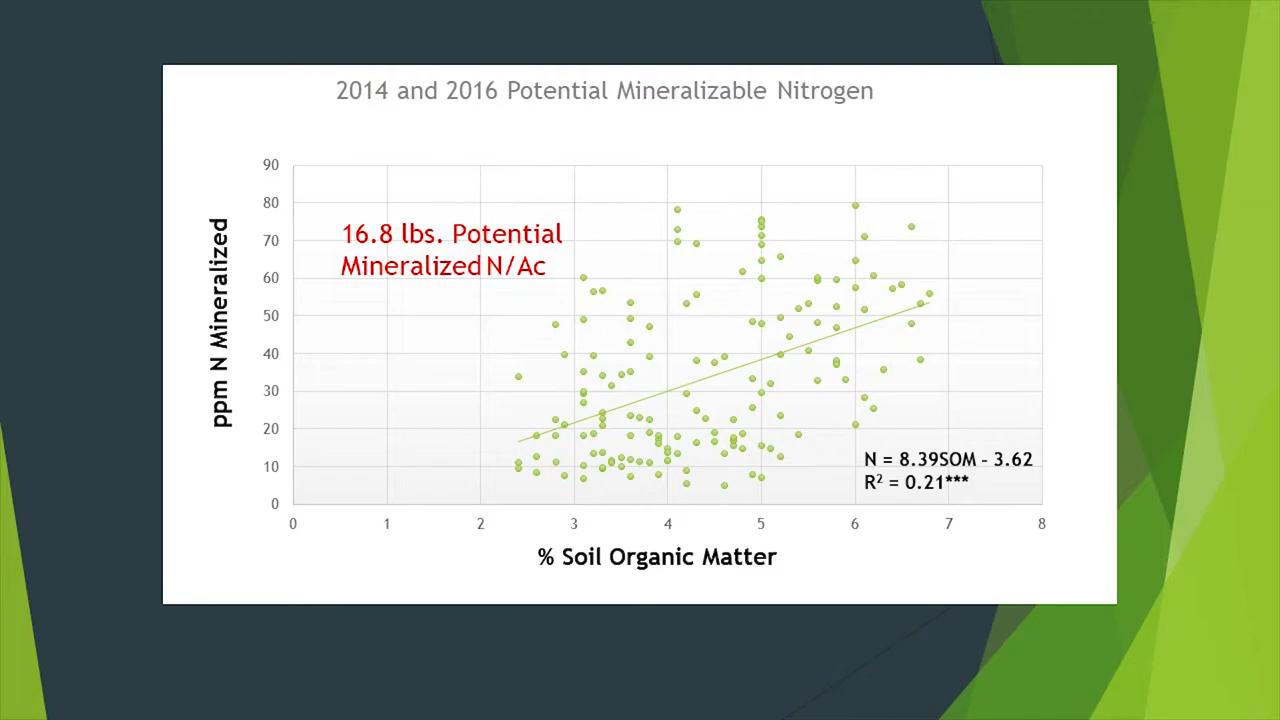 2014 and 2016 Potential Mineralizable Nitrogen
90
80
70
60
50
40
30
20
10
0
ppm N Mineralized
16.8 lbs. Potential
Mineralized N/Ac
N = 8.39SOM - 3.62
R² = 0.21***
0 1 2 3 4 5 6 7 8
% Soil Organic Matter